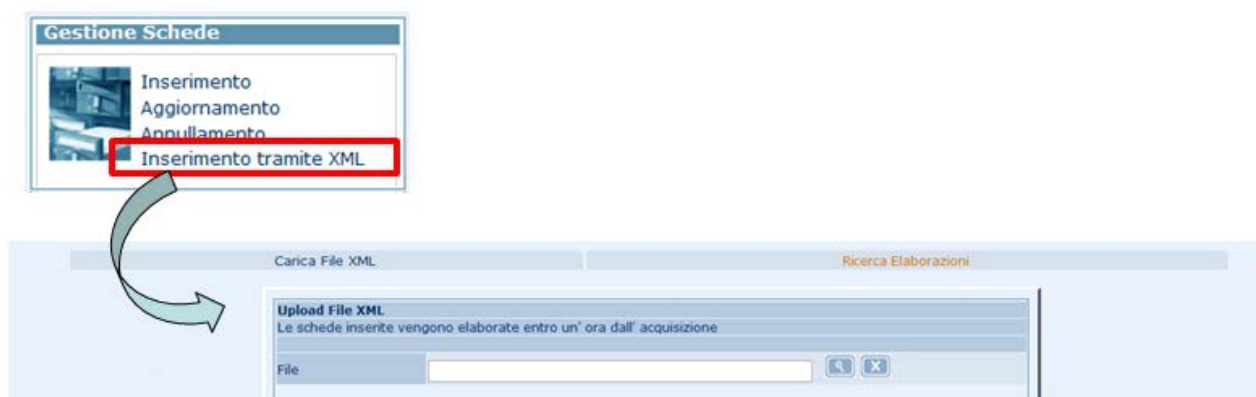 Gestione Schede
Inserimento
Aggiornamento
Annullamento
Inserimento tramite XML
Carica File XML
Ricerca Elaborazioni
Upload File XML
Le schede inserite vengono elaborate entro un' ora dall' acquisizione
File
X